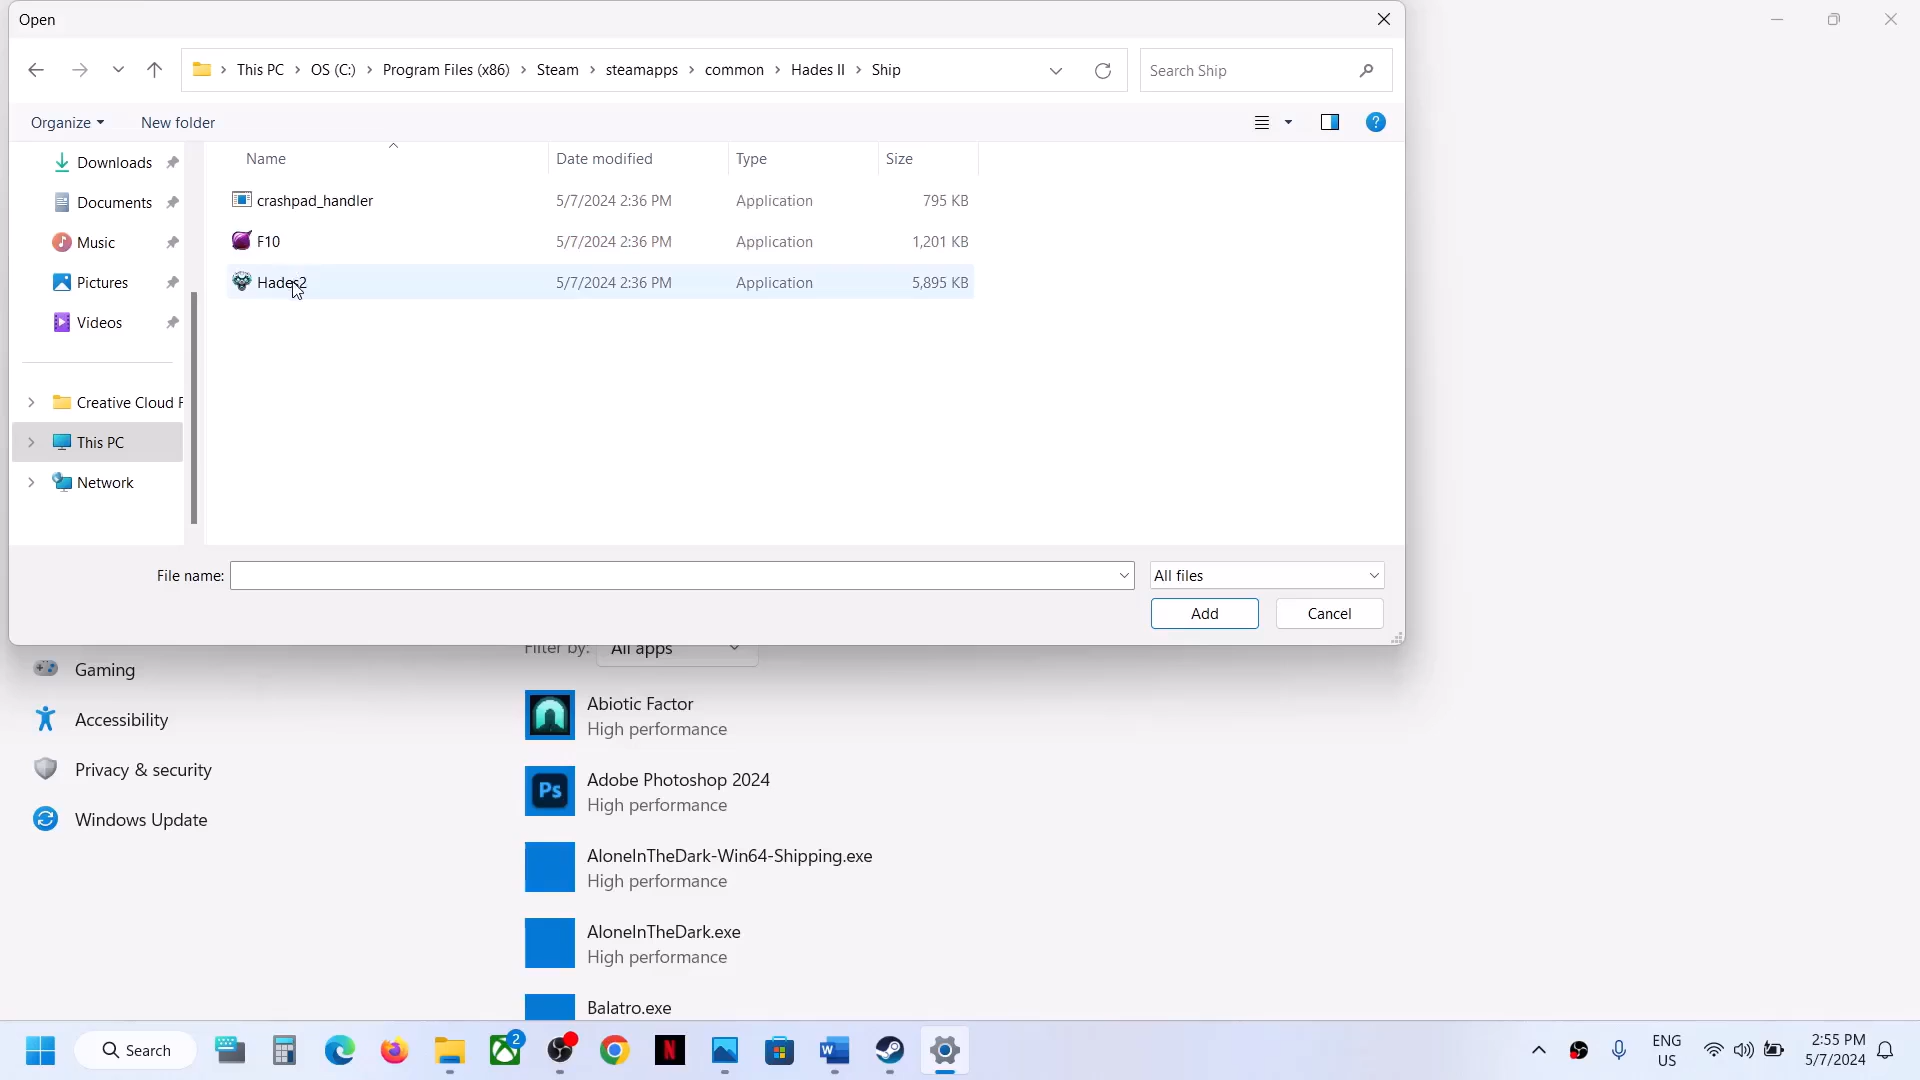 Open
This PC > OS (C:) > Program Files (x86) > Steam > steamapps > common > Hades II > Ship
Search Ship
Organize New folder
Name Date modified Type Size
Downloads
Documents
Music
Pictures
Videos
Creative Cloud F
This PC
Network
crashpad_handler 5/7/2024 2:36 PM Application 795 KB
F10 5/7/2024 2:36 PM Application 1,201 KB
Hades2 5/7/2024 2:36 PM Application 5,895 KB
File name: All files
Add Cancel
Filter by: All apps
Gaming
Accessibility
Privacy & security
Windows Update
Abiotic Factor
High performance
Ps
Adobe Photoshop 2024
High performance
AloneInTheDark-Win64-Shipping.exe
High performance
AloneInTheDark.exe
High performance
Balatro.exe
Search
2
N
W
ENG
US
2:55 PM
5/7/2024